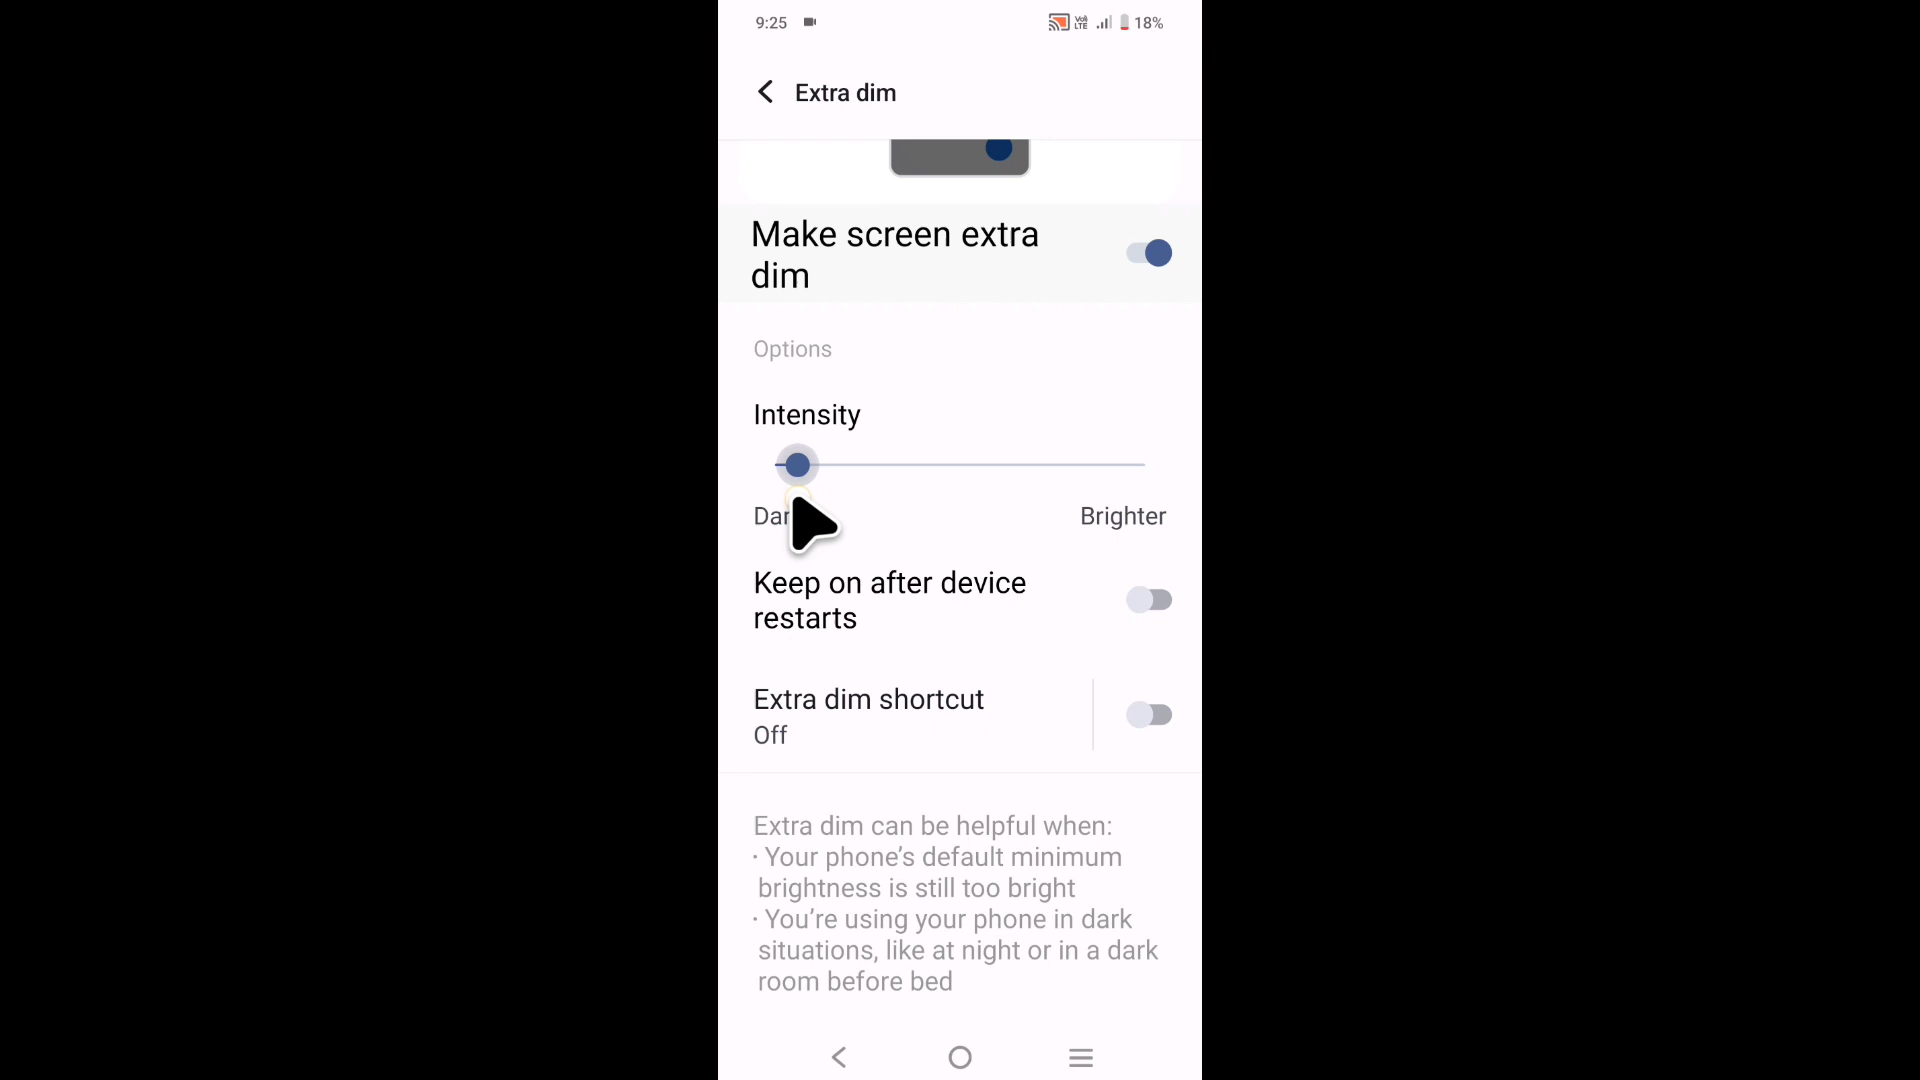 9:25 Vo) LTE 18%
Extra dim
Make screen extra
dim
Options
Intensity
Brighter
Keep on after device
restarts
Extra dim shortcut
Off
Extra dim can be helpful when:
· Your phone’s default minimum
brightness is still too bright
· You’re using your phone in dark
situations, like at night or in a dark
room before bed